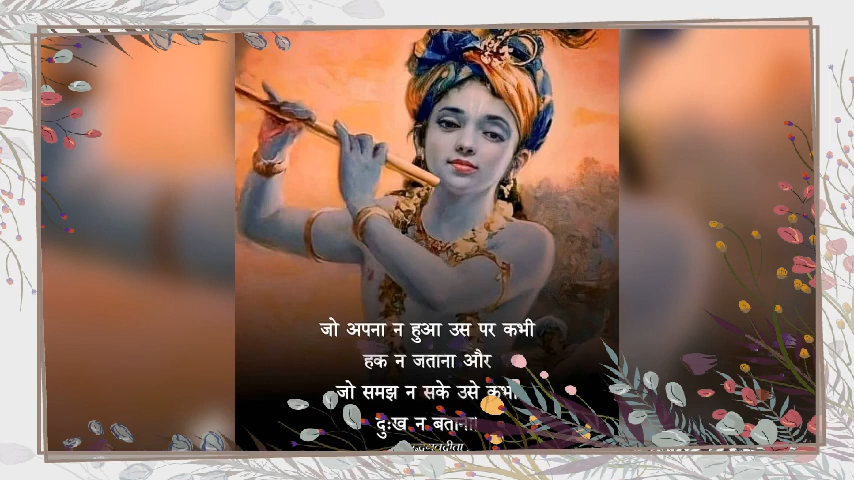 जो अपना न हुआ उस पर कभी
हक न जताना और
जो समझ न सके उसे कभी
दुःख न बताना